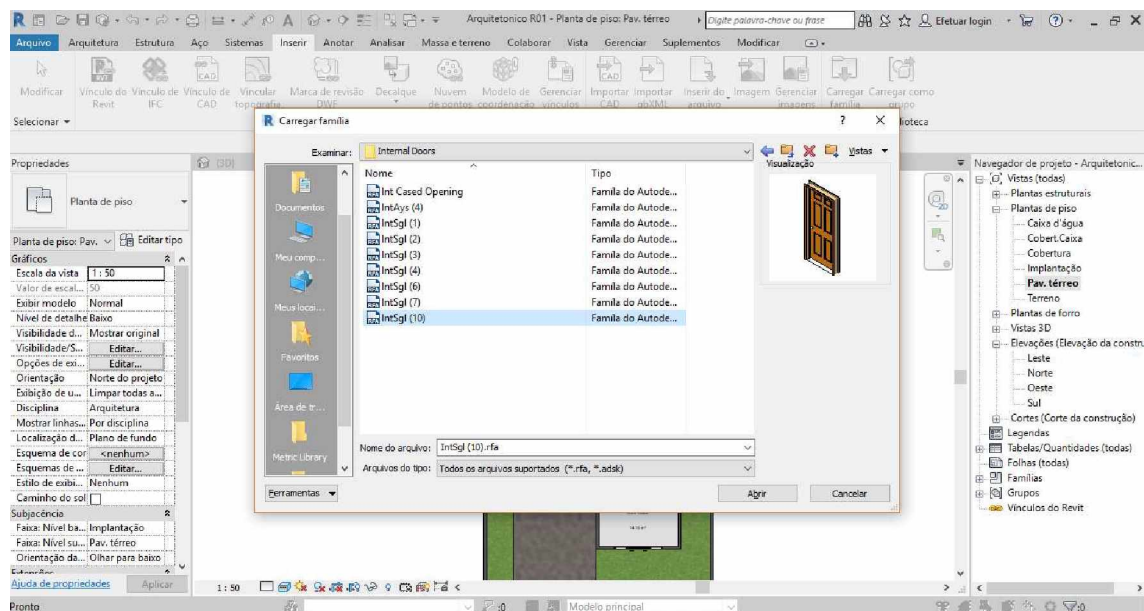 Arquitetonico R01 - Planta de piso: Pav. térreo
Digite palavra-chave ou frase
Efetuar login
Arquivo Arquitetura Estrutura Aço Sistemas Inserir Anotar Analisar Massa e terreno Colaborar Vista Gerenciar Suplementos Modificar
Modificar
Vínculo do Revit
Vínculo de IFC
Vínculo de CAD
Vincular topografia
Marca de revisão DWF
Decalque
Nuvem de pontos
Modelo de coordenação
Gerenciar vínculos
Importar CAD
Importar gbXML
Inserir do arquivo
Imagem
Gerenciar imagens
Carregar família
Carregar como grupo
Selecionar
lioteca
Propriedades
Planta de piso
Planta de piso: Pav.
Editar tipo
Gráficos
Escala da vista 1 : 50
Valor de escal... 50
Exibir modelo Normal
Nível de detalhe Baixo
Visibilidade d... Mostrar original
Visibilidade/S... Editar...
Opções de exi... Editar...
Orientação Norte do projeto
Exibição de u... Limpar todas a...
Disciplina Arquitetura
Mostrar linhas... Por disciplina
Localização d... Plano de fundo
Esquema de cor <nenhum>
Esquemas de ... Editar...
Estilo de exibi... Nenhum
Caminho do sol
Subjacência
Faixa: Nível ba... Implantação
Faixa: Nível su... Pav. térreo
Orientação da... Olhar para baixo
Ajuda de propriedades
Aplicar
{3D}
Carregar família
? X
Examinar: Internal Doors
Vistas
Nome Tipo
Int Cased Opening Famíla do Autode...
IntAys (4) Famíla do Autode...
IntSgl (1) Famíla do Autode...
IntSgl (2) Famíla do Autode...
IntSgl (3) Famíla do Autode...
IntSgl (4) Famíla do Autode...
IntSgl (6) Famíla do Autode...
IntSgl (7) Famíla do Autode...
IntSgl (10) Famíla do Autode...
Documentos
Meu comp...
Meus locai...
Favoritos
Área de tr...
Metric Library
Visualização
Nome do arquivo: IntSgl (10).rfa
Arquivos do tipo: Todos os arquivos suportados (*.rfa, *.adsk)
Ferramentas
Abrir
Cancelar
Navegador de projeto - Arquitetonic...
Vistas (todas)
Plantas estruturais
Plantas de piso
Caixa d'água
Cobert.Caixa
Cobertura
Implantação
Pav. térreo
Terreno
Plantas de forro
Vistas 3D
Elevações (Elevação da constru
Leste
Norte
Oeste
Sul
Cortes (Corte da construção)
Legendas
Tabelas/Quantidades (todas)
Folhas (todas)
Famílias
Grupos
Vínculos do Revit
1 : 50
Pronto
:0
Modelo principal
:0